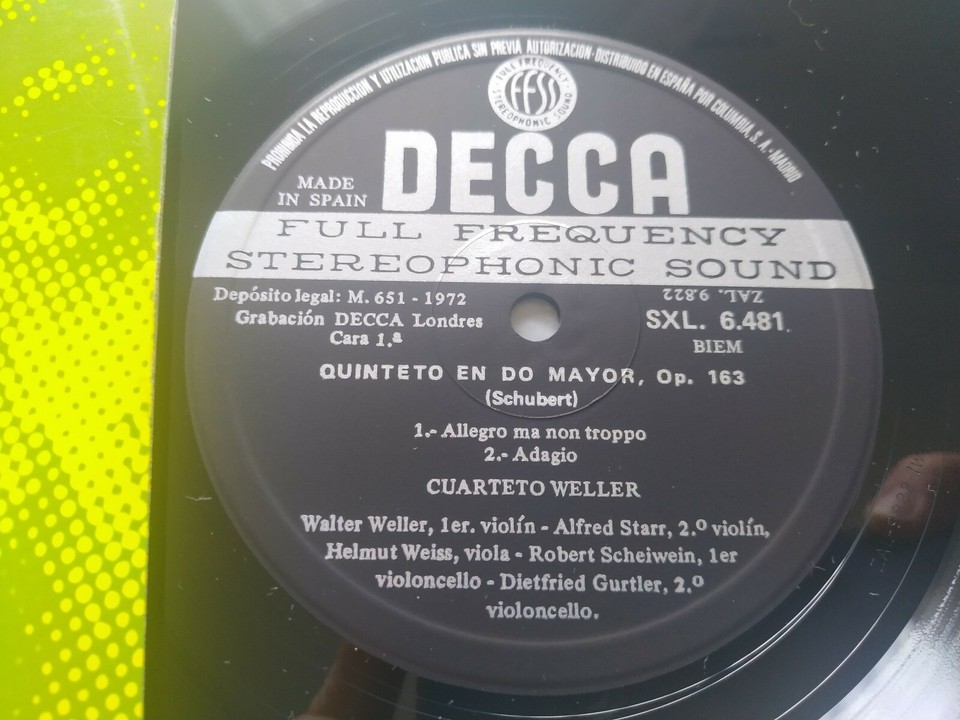 PROHIBIDA LA REPRODUCCION Y UTILIZACION PUBLICA SIN PREVIA AUTORIZACION · DISTRIBUIDO EN ESPAÑA POR COLUMBIA, S. A. - MADRID
FULL FREQUENCY
FFSS
STEREOPHONIC SOUND
DECCA
MADE
IN SPAIN
FULL FREQUENCY
STEREOPHONIC SOUND
Depósito legal: M. 651 - 1972
ZAL. 9.822
Grabación DECCA Londres
SXL. 6.481.
Cara 1.ª
BIEM
QUINTETO EN DO MAYOR, Op. 163
(Schubert)
1.- Allegro ma non troppo
2.- Adagio
CUARTETO WELLER
Walter Weller, 1er. violín - Alfred Starr, 2.º violín,
Helmut Weiss, viola - Robert Scheiwein, 1er
violoncello - Dietfried Gurtler, 2.º
violoncello.